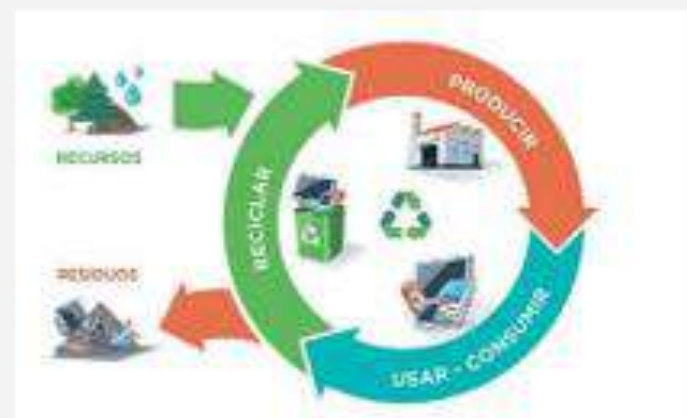 RECURSOS
RECICLAR
PRODUCIR
USAR - CONSUMIR
RESIDUOS